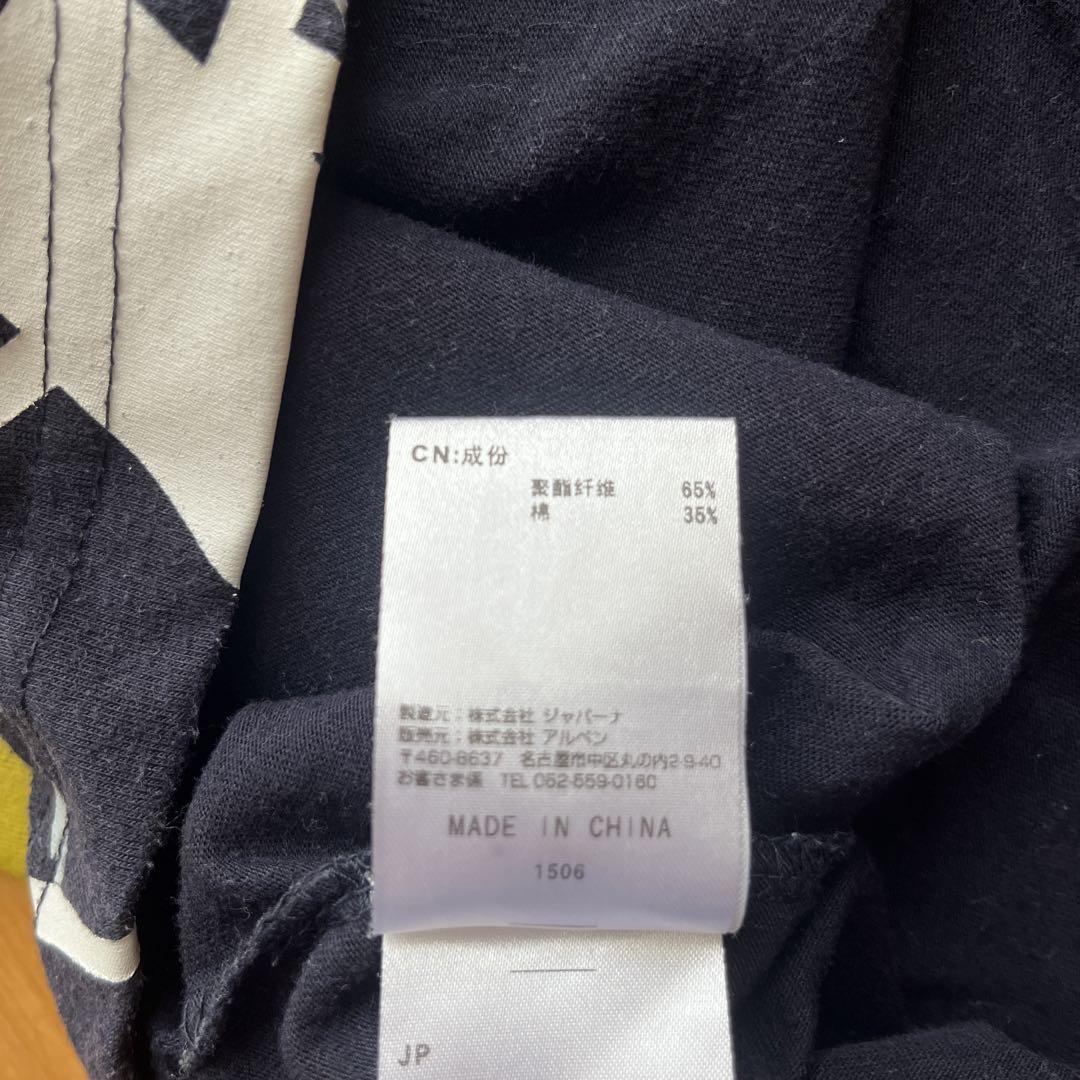 CN:成份
聚酯纤维 65%
棉 35%
製造元：株式会社 ジャパーナ
販売元：株式会社 アルペン
〒460-8637 名古屋市中区丸の内2-9-40
お客さま係 TEL 052-559-0160
MADE IN CHINA
1506
JP